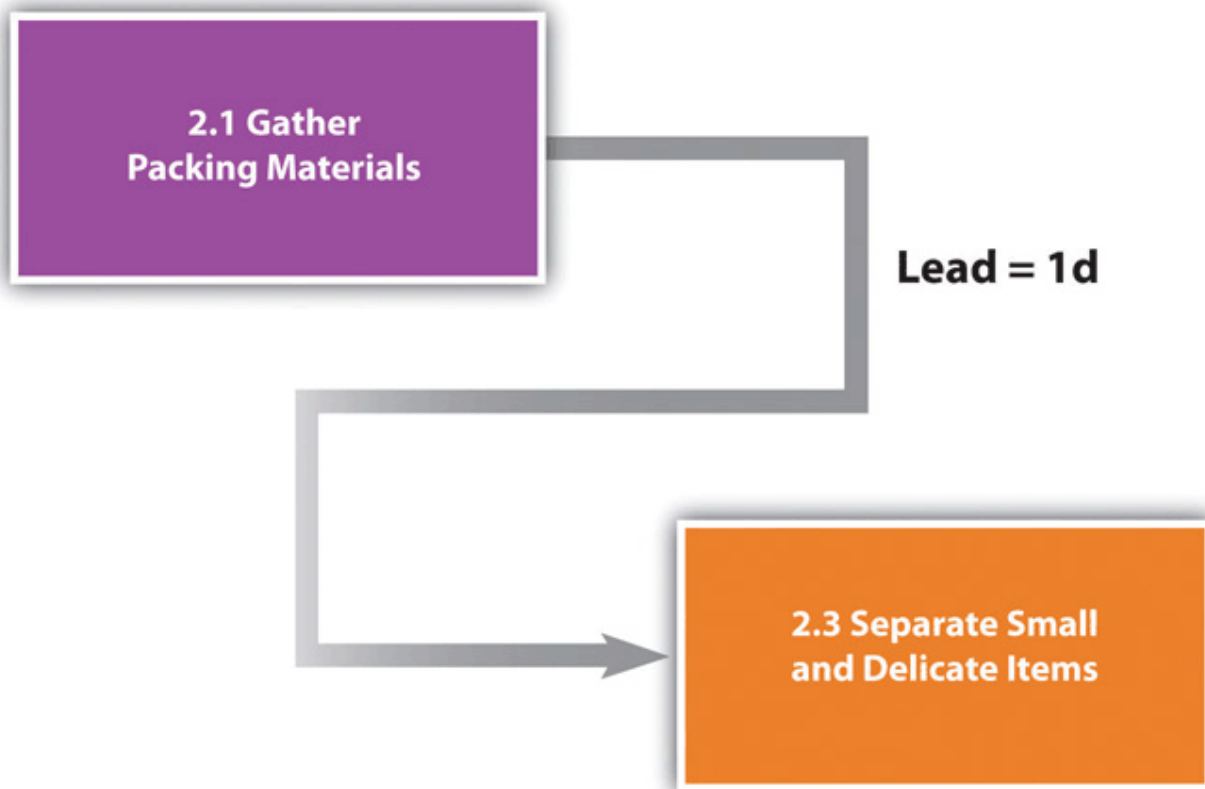 2.1 Gather
Packing Materials
Lead = 1d
2.3 Separate Small
and Delicate Items